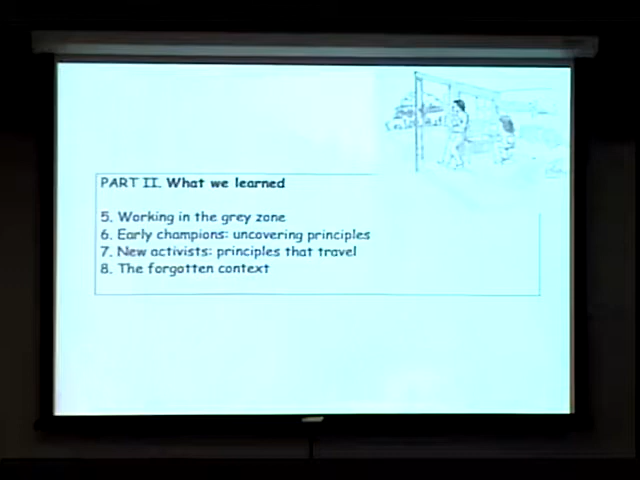 PART II. What we learned
5. Working in the grey zone
6. Early champions: uncovering principles
7. New activists: principles that travel
8. The forgotten context